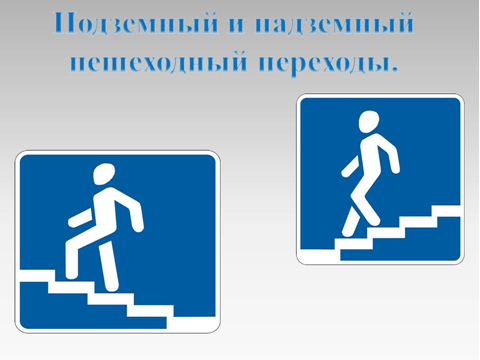 Подземный и надземный
пешеходный переходы.